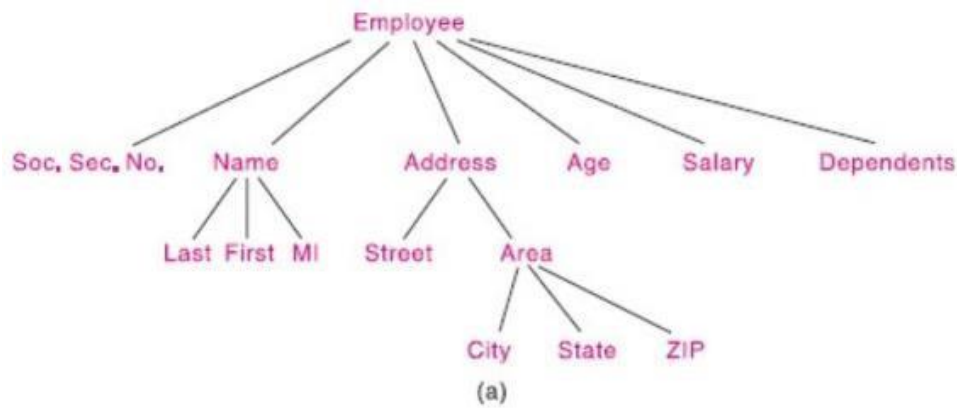 Employee
Soc. Sec. No. Name Address Age Salary Dependents
Last First MI Street Area
City State ZIP
(a)